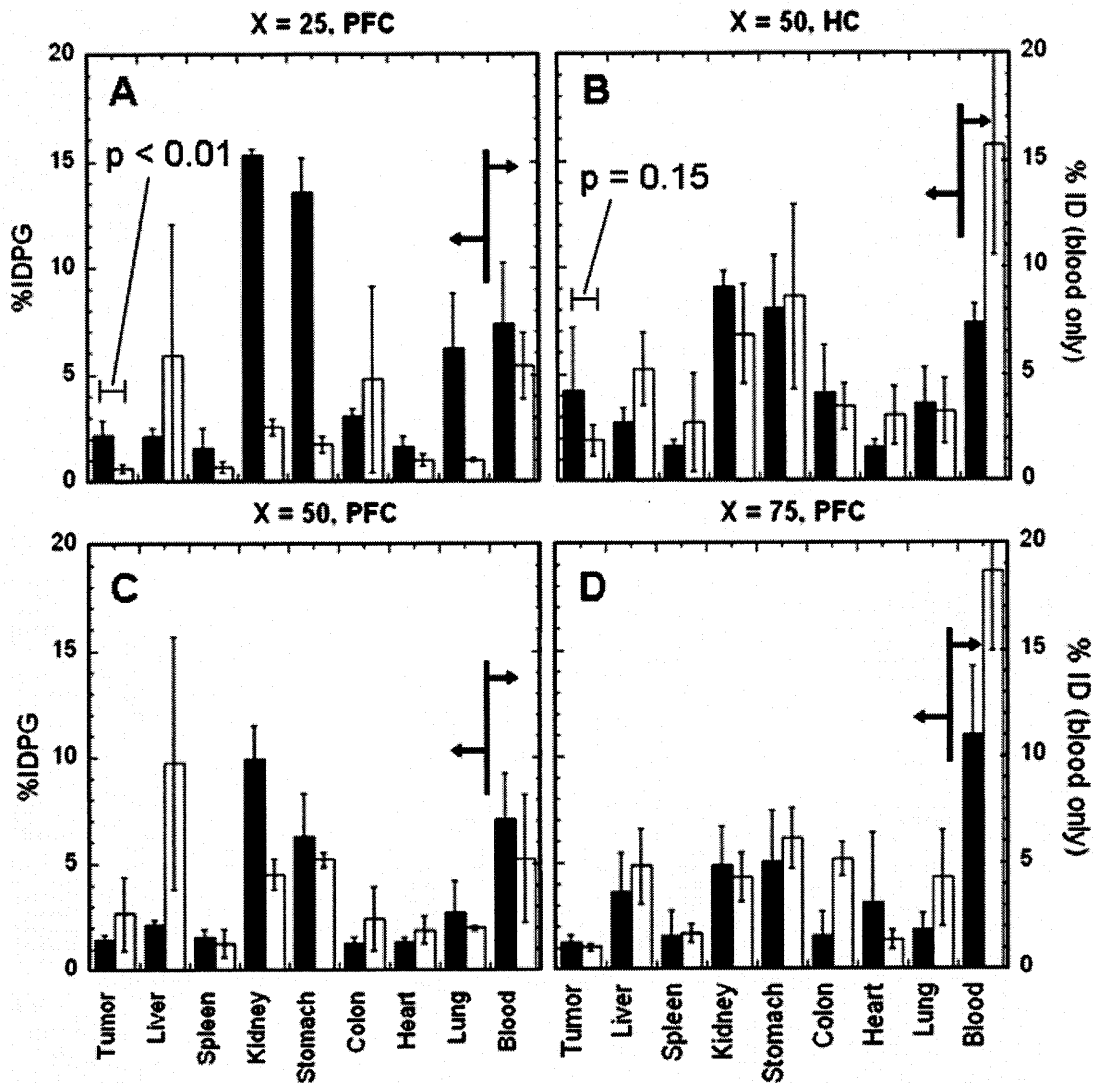 X = 25, PFC
X = 50, HC
20
15
10
5
0
%IDPG
A
p < 0.01
B
p = 0.15
20
15
10
5
0
% ID (blood only)
X = 50, PFC
X = 75, PFC
20
15
10
5
0
%IDPG
C
D
20
15
10
5
0
% ID (blood only)
Tumor
Liver
Spleen
Kidney
Stomach
Colon
Heart
Lung
Blood
Tumor
Liver
Spleen
Kidney
Stomach
Colon
Heart
Lung
Blood